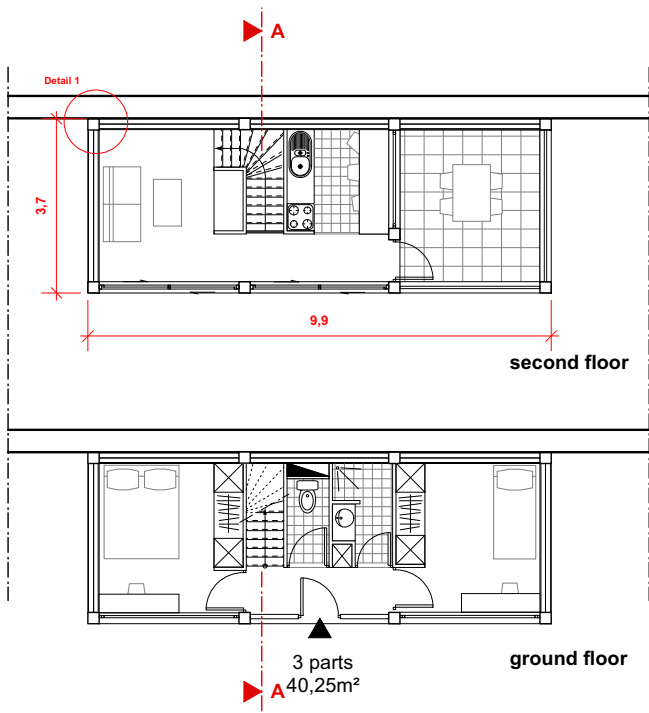 A
Detail 1
3,7
9,9
second floor
3 parts
40,25m²
ground floor
A